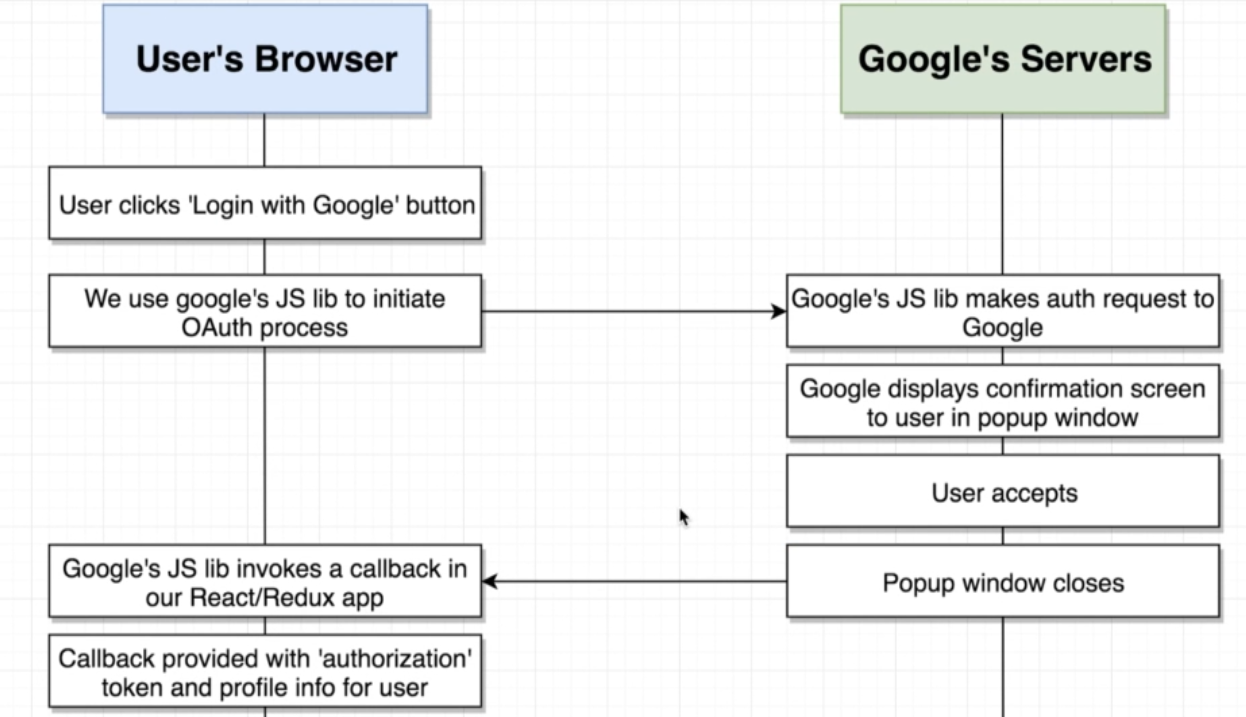 User's Browser
Google's Servers
User clicks 'Login with Google' button
We use google's JS lib to initiate
OAuth process
Google's JS lib makes auth request to
Google
Google displays confirmation screen
to user in popup window
User accepts
Google's JS lib invokes a callback in
our React/Redux app
Popup window closes
Callback provided with 'authorization'
token and profile info for user